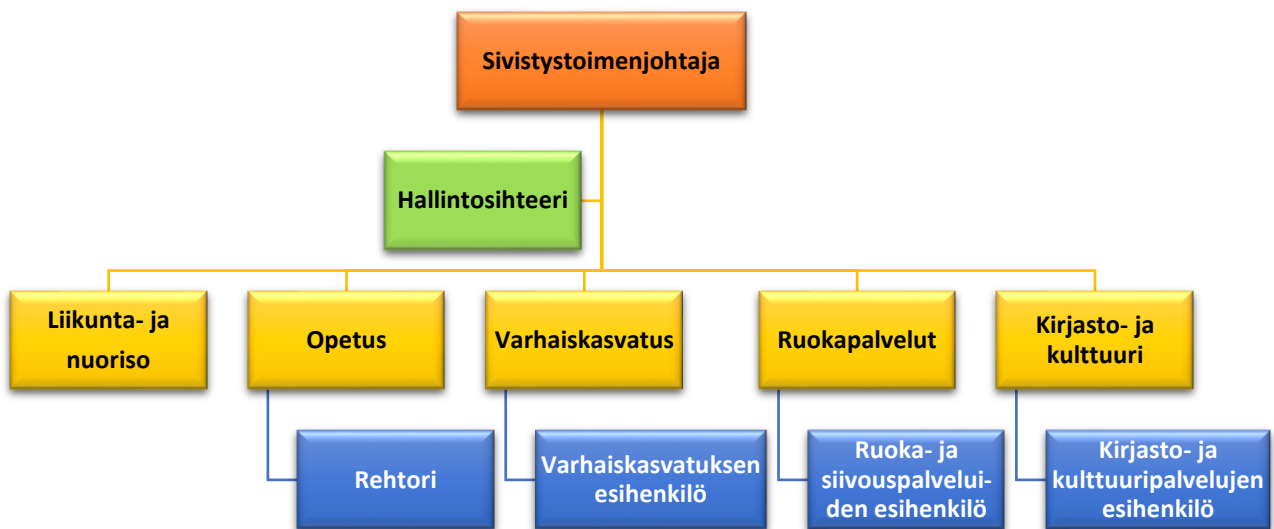 Sivistystoimenjohtaja
Hallintosihteeri
Liikunta- ja
nuoriso
Opetus
Varhaiskasvatus
Ruokapalvelut
Kirjasto- ja
kulttuuri
Rehtori
Varhaiskasvatuksen
esihenkilö
Ruoka- ja
siivouspalvelui-
den esihenkilö
Kirjasto- ja
kulttuuripalvelujen
esihenkilö